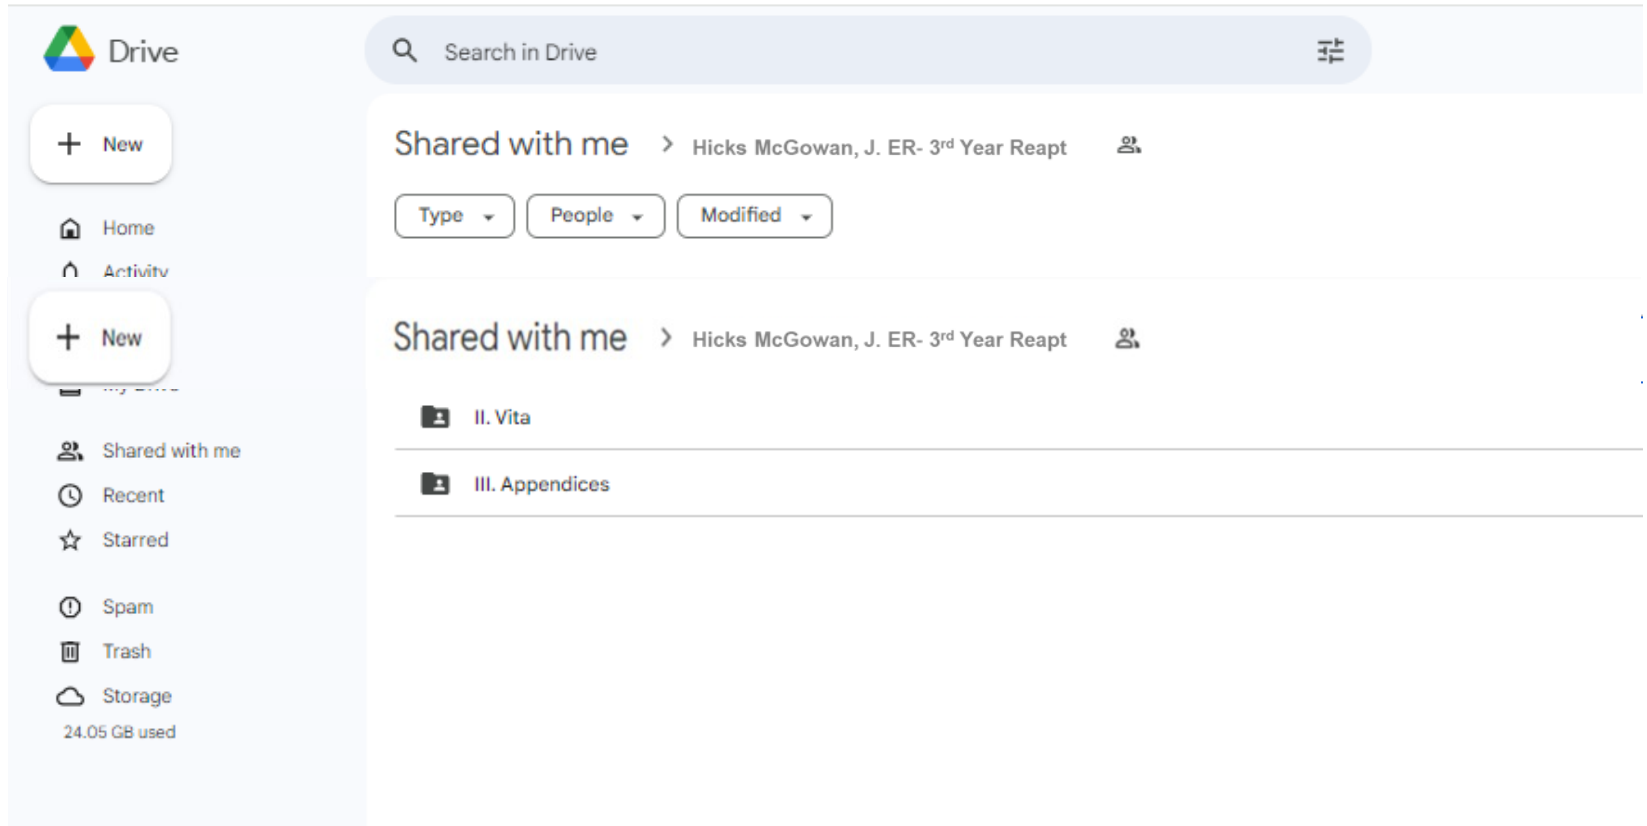 Drive
Search in Drive
New
Shared with me > Hicks McGowan, J. ER- 3rd Year Reapt
Type People Modified
Home
Activity
New
Shared with me > Hicks McGowan, J. ER- 3rd Year Reapt
II. Vita
III. Appendices
Shared with me
Recent
Starred
Spam
Trash
Storage
24.05 GB used